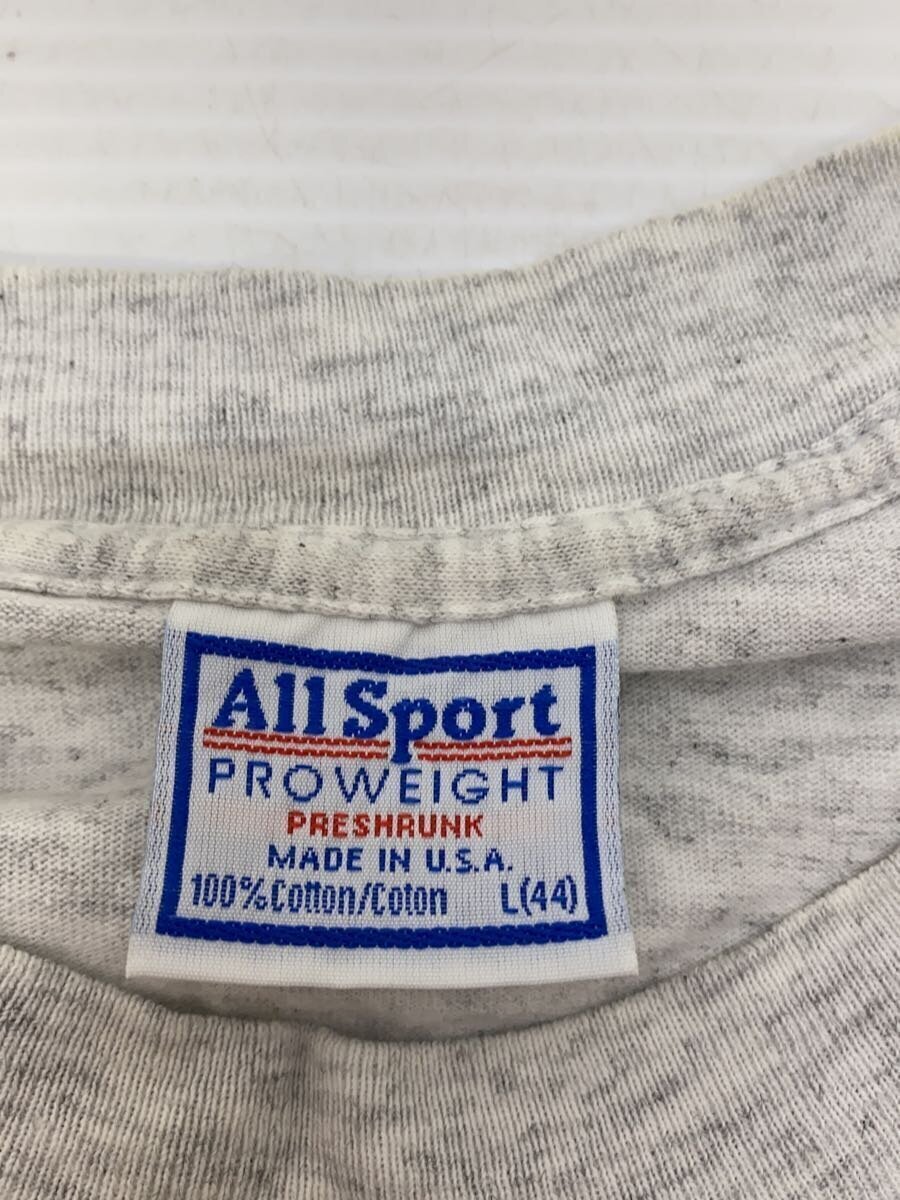 All Sport
PROWEIGHT
PRESHRUNK
MADE IN U.S.A.
100%Cotton/Coton L(44)